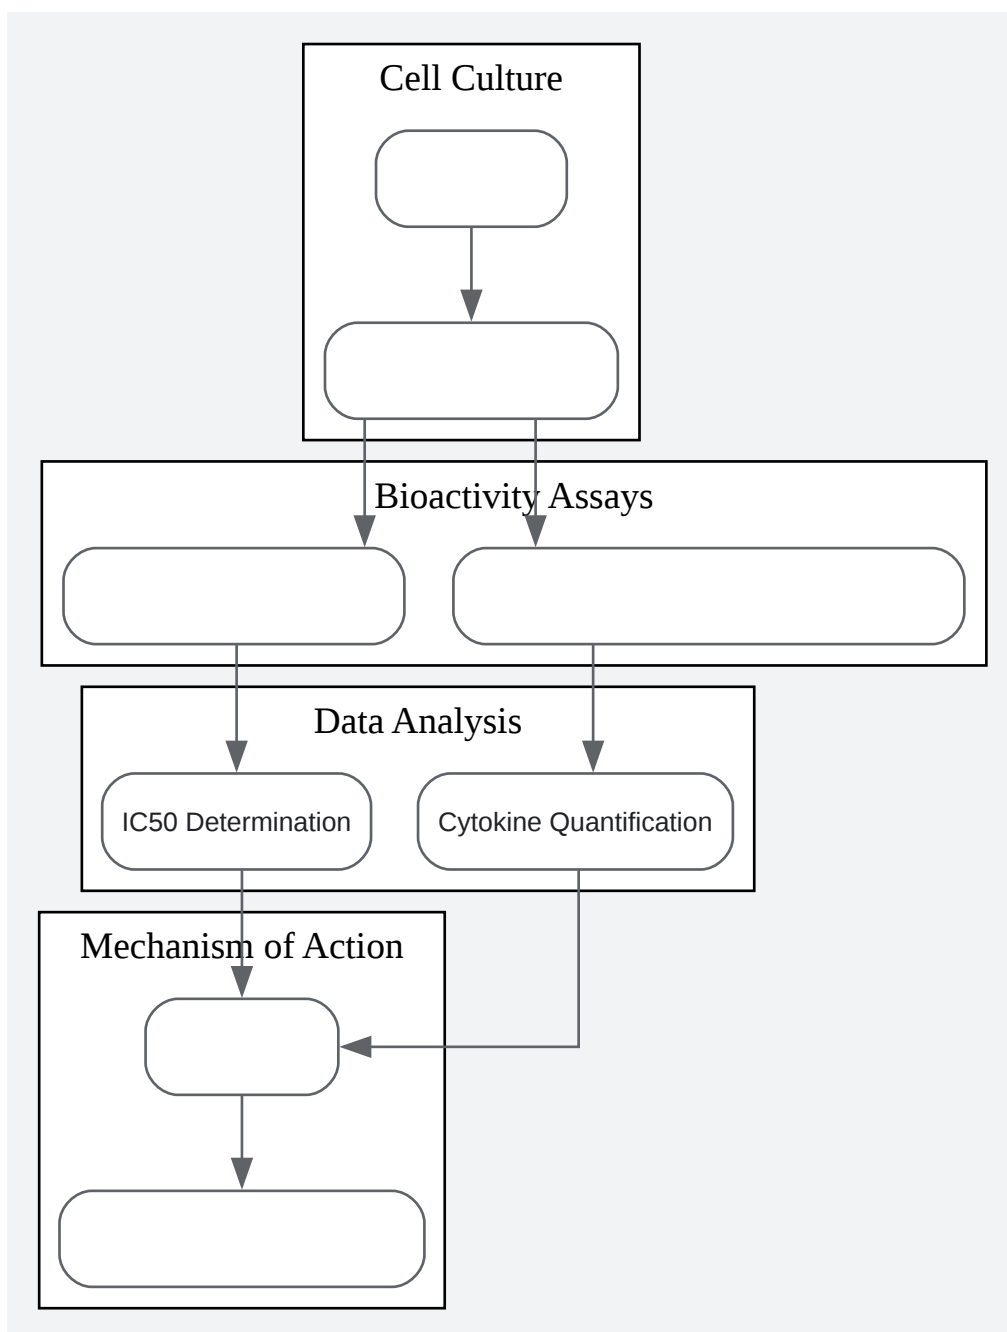 Cell Culture
Bioactivity Assays
Data Analysis
IC50 Determination
Cytokine Quantification
Mechanism of Action